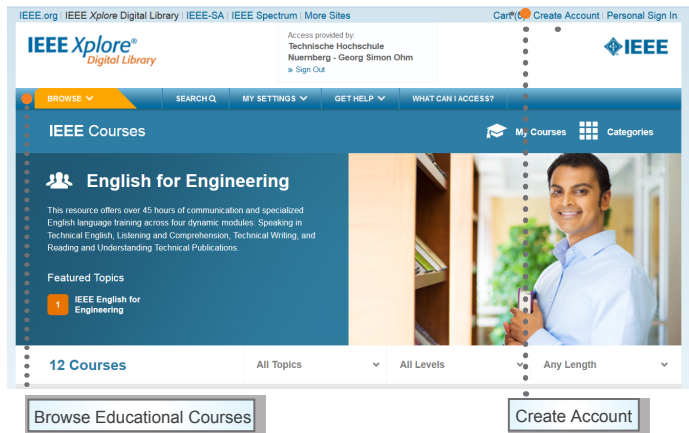 IEEE.org | IEEE Xplore Digital Library | IEEE-SA | IEEE Spectrum | More Sites
Cart Create Account | Personal Sign In
IEEE Xplore®
Digital Library
Access provided by:
Technische Hochschule
Nuernberg - Georg Simon
Ohm
» Sign Out
IEEE
BROWSE
SEARCH
MY SETTINGS
GET HELP
WHAT CAN I ACCESS?
IEEE Courses
My Courses
Categories
English for Engineering
This resource offers over 45 hours of communication and specialized
English language training across four dynamic modules: Speaking in
Technical English, Listening and Comprehension, Technical Writing, and
Reading and Understanding Technical Publications.
Featured Topics
1
IEEE English for
Engineering
12 Courses
All Topics
All Levels
Any Length
Browse Educational Courses
Create Account